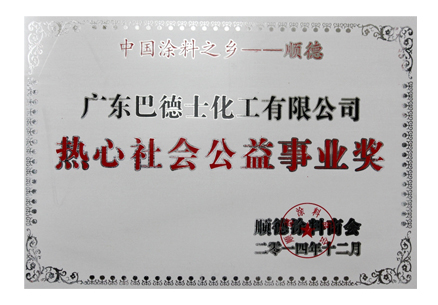 中国涂料之乡——顺德
广东巴德士化工有限公司
热心社会公益事业奖
顺德涂料商会
二零一四年十二月